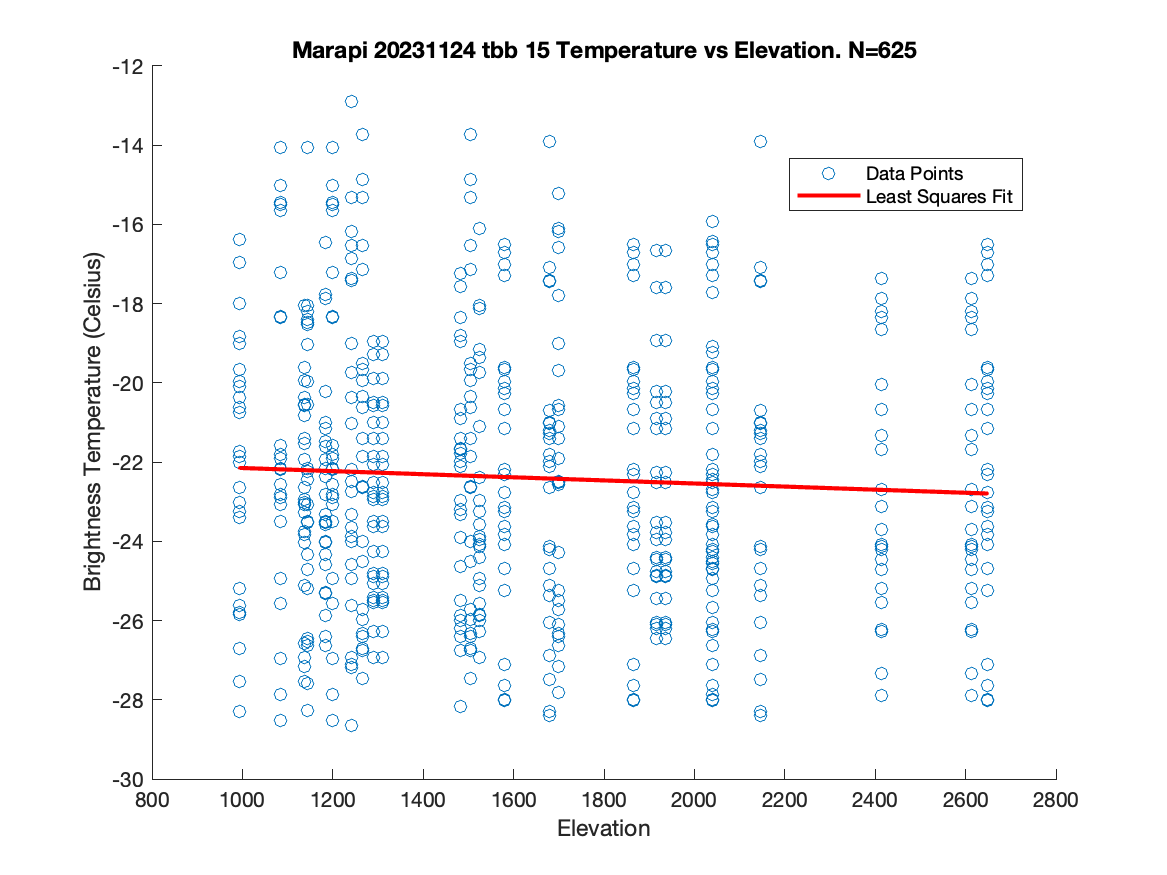 Marapi 20231124 tbb 15 Temperature vs Elevation. N=625
-12
-14
-16
-18
-20
-22
-24
-26
-28
-30
Brightness Temperature (Celsius)
Data Points
Least Squares Fit
800 1000 1200 1400 1600 1800 2000 2200 2400 2600 2800
Elevation